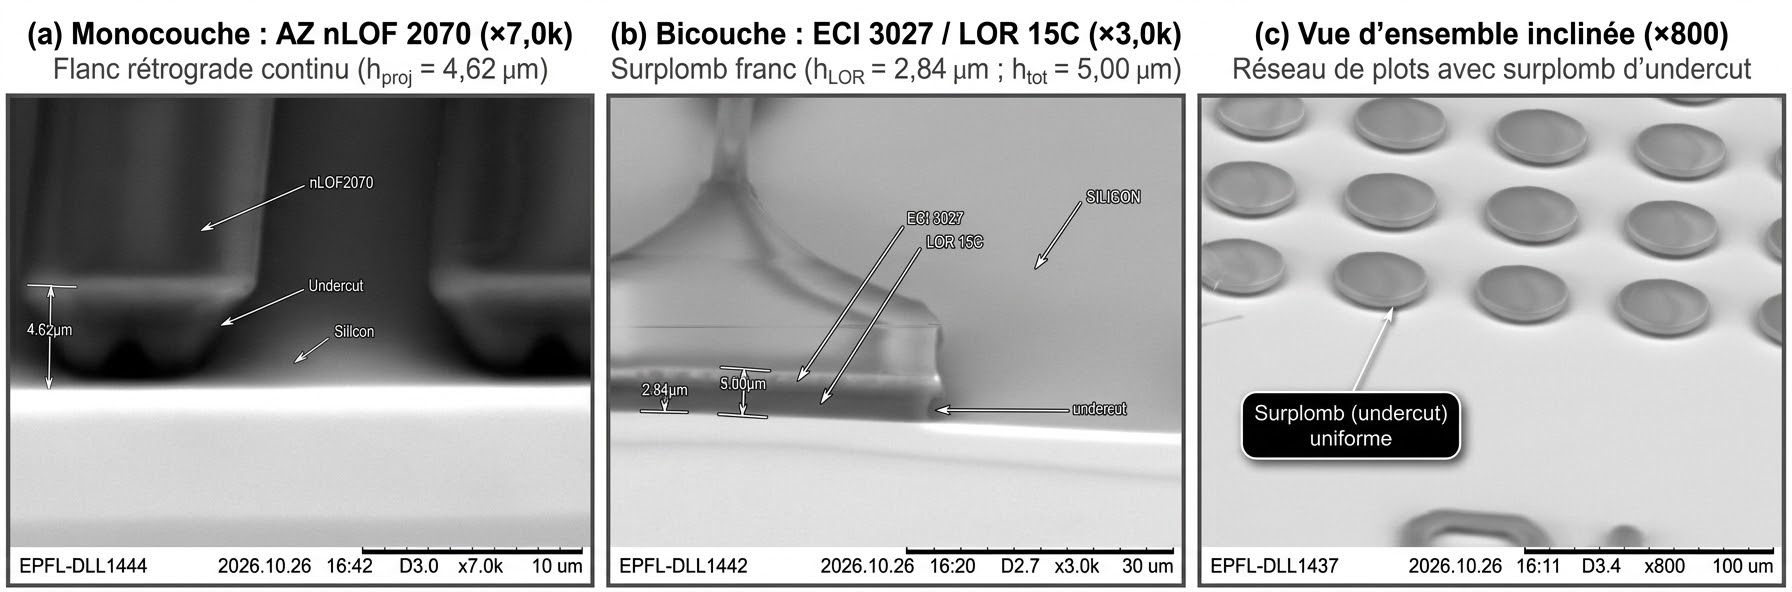 (a) Monocouche : AZ nLOF 2070 (×7,0k)
Flanc rétrograde continu (hproj = 4,62 µm)
nLOF2070
Undercut
4.62µm
Sillcon
EPFL-DLL1444 2026.10.26 16:42 D3.0 x7.0k 10 um
(b) Bicouche : ECI 3027 / LOR 15C (×3,0k)
Surplomb franc (hLOR = 2,84 µm ; htot = 5,00 µm)
SILIGON
ECI 3027
LOR 15C
2.84µm
5.00µm
undercut
EPFL-DLL1442 2026.10.26 16:20 D2.7 x3.0k 30 um
(c) Vue d’ensemble inclinée (×800)
Réseau de plots avec surplomb d’undercut
Surplomb (undercut)
uniforme
EPFL-DLL1437 2026.10.26 16:11 D3.4 x800 100 um